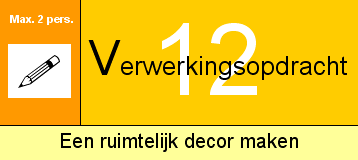 Max. 2 pers.
12
Verwerkingsopdracht
Een ruimtelijk decor maken